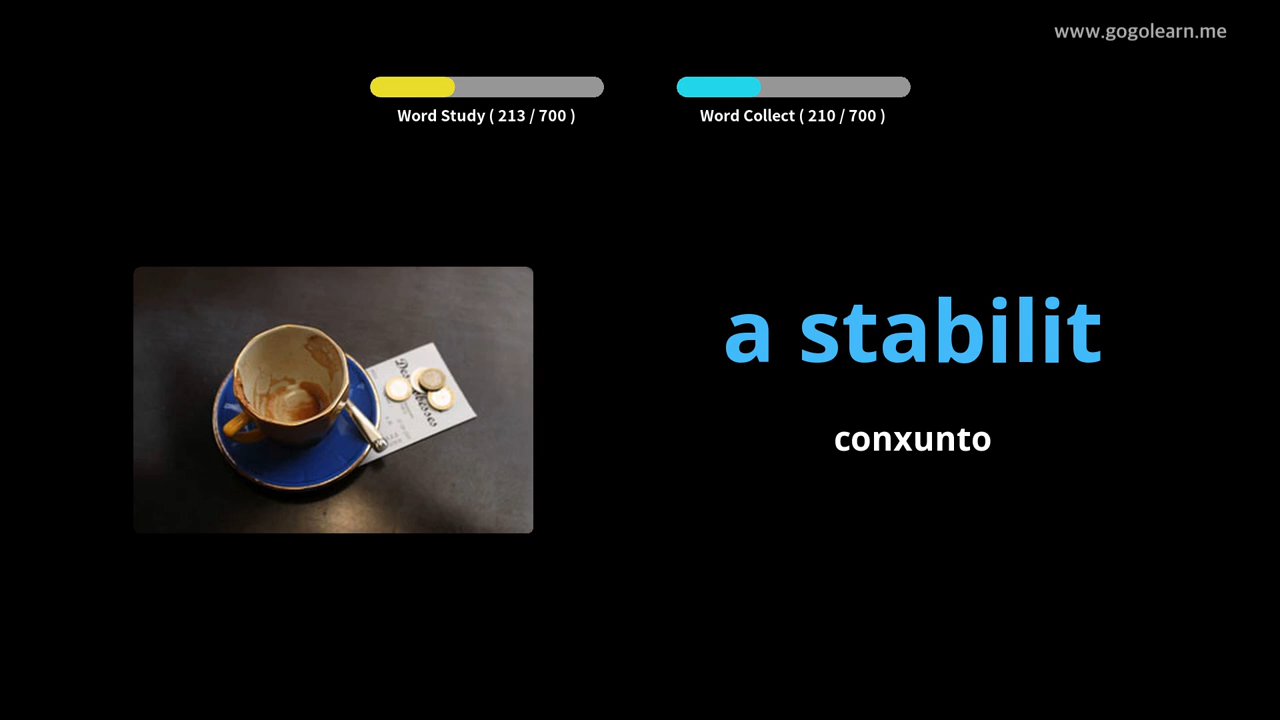 www.gogolearn.me
Word Study ( 213 / 700 )
Word Collect ( 210 / 700 )
a stabilit
conxunto